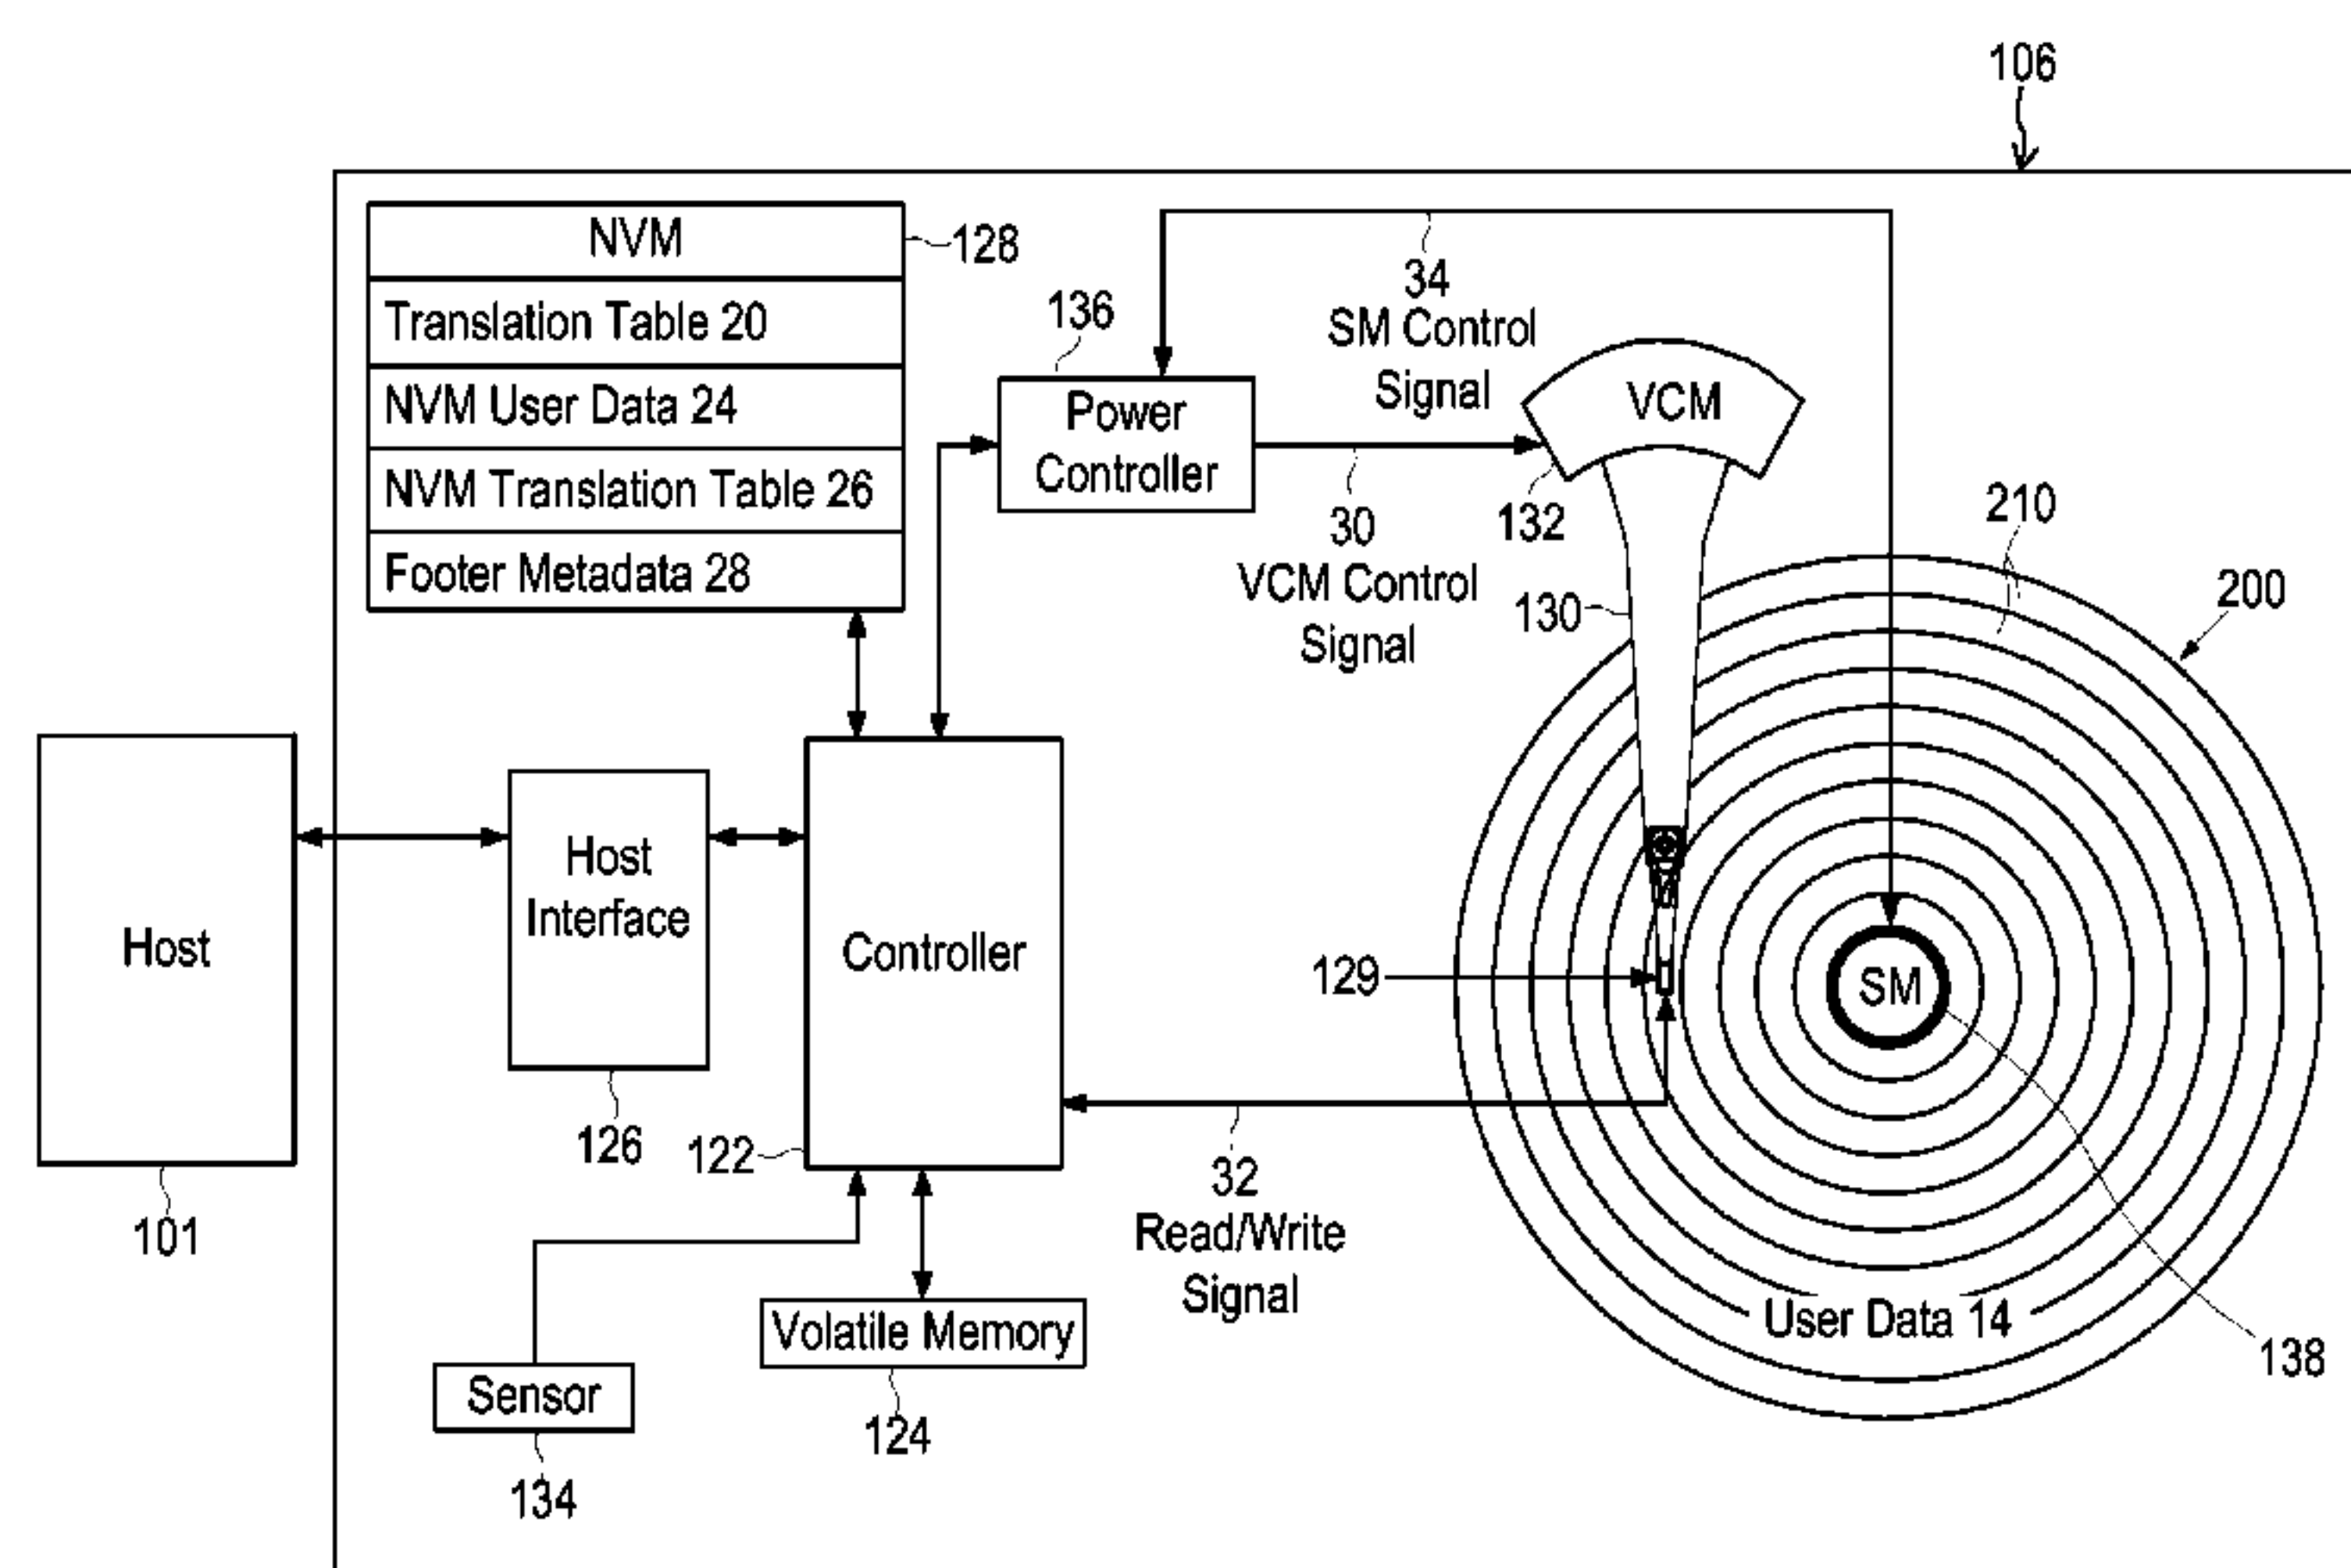 106
NVM
128
Translation Table 20
NVM User Data 24
NVM Translation Table 26
Footer Metadata 28
136
Power
Controller
34
SM Control
Signal
VCM
132
30
VCM Control
Signal
130
210
200
Host
101
Host
Interface
126
Controller
122
129
SM
32
Read/Write
Signal
User Data 14
138
Volatile Memory
124
Sensor
134